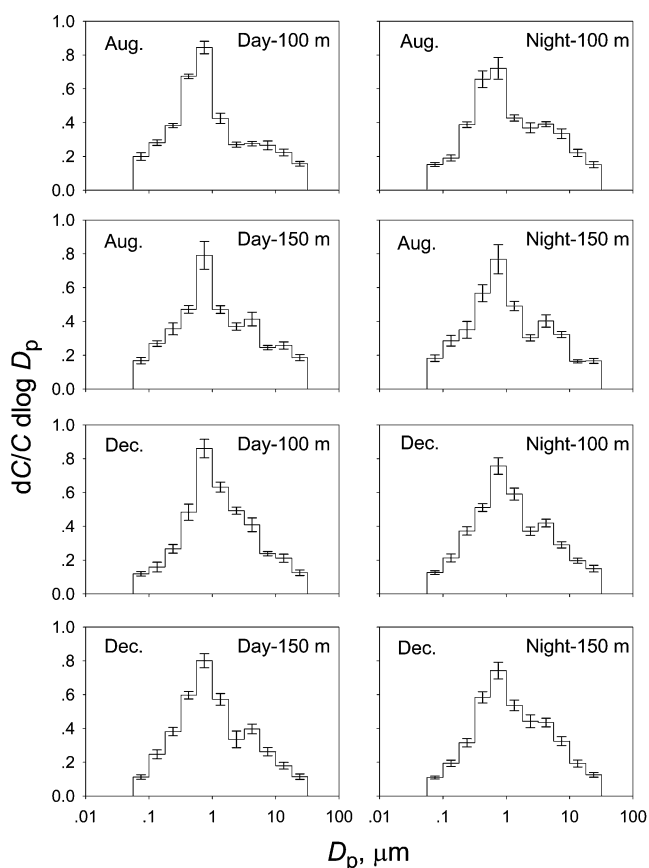 1.0 Aug. Day-100 m
.8
.6
.4
.2
0.0
Aug. Night-100 m
1.0 Aug. Day-150 m
.8
.6
.4
.2
0.0
Aug. Night-150 m
1.0 Dec. Day-100 m
.8
.6
.4
.2
0.0
Dec. Night-100 m
1.0 Dec. Day-150 m
.8
.6
.4
.2
0.0
Dec. Night-150 m
.01 .1 1 10 100
.01 .1 1 10 100
dC/C dlog Dp
Dp, μm